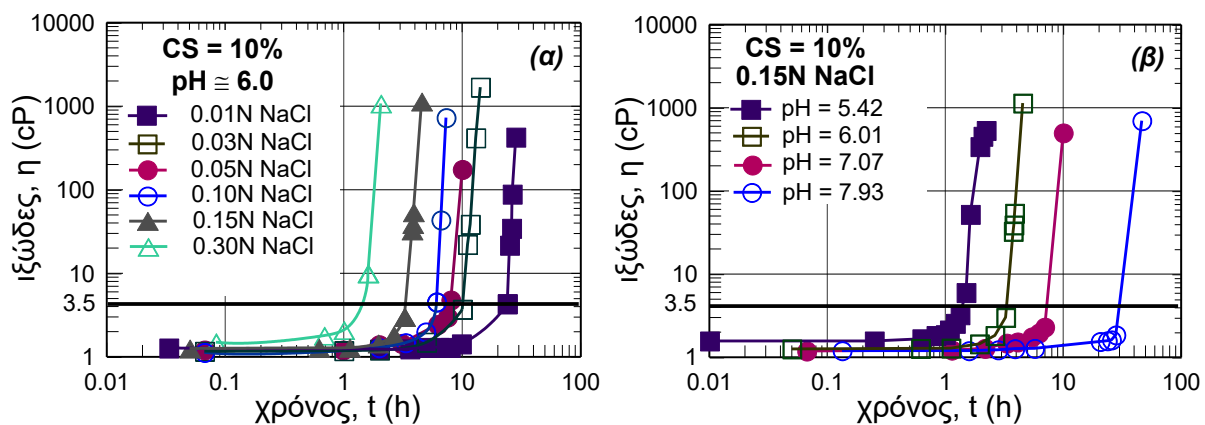 10000
1000
100
10
3.5
1
ιξώδες, η (cP)
CS = 10%
pH ≅ 6.0
(α)
0.01N NaCl
0.03N NaCl
0.05N NaCl
0.10N NaCl
0.15N NaCl
0.30N NaCl
0.01
0.1
1
10
100
χρόνος, t (h)
10000
1000
100
10
3.5
1
ιξώδες, η (cP)
CS = 10%
0.15N NaCl
(β)
pH = 5.42
pH = 6.01
pH = 7.07
pH = 7.93
0.01
0.1
1
10
100
χρόνος, t (h)